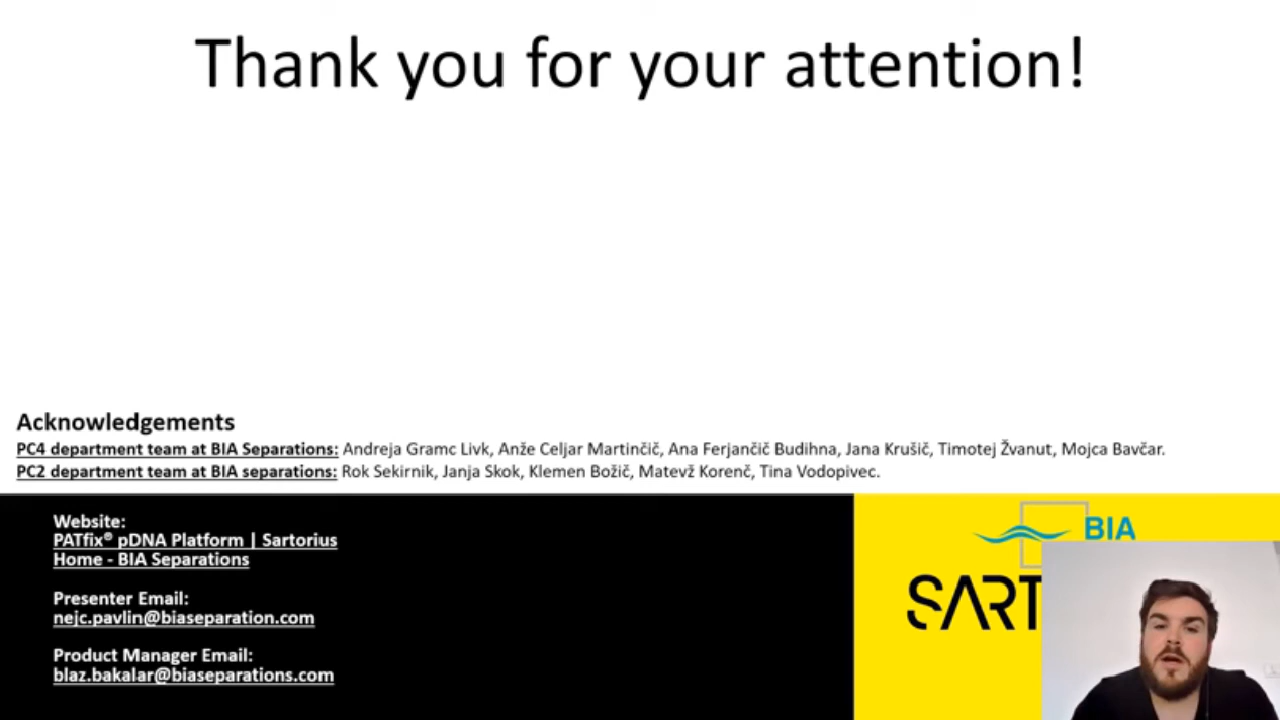 Thank you for your attention!
Acknowledgements
PC4 department team at BIA Separations: Andreja Gramc Livk, Anže Celjar Martinčič, Ana Ferjančič Budihna, Jana Krušič, Timotej Žvanut, Mojca Bavčar.
PC2 department team at BIA separations: Rok Sekirnik, Janja Skok, Klemen Božič, Matevž Korenč, Tina Vodopivec.
Website:
PATfix® pDNA Platform | Sartorius
Home - BIA Separations
Presenter Email:
nejc.pavlin@biaseparation.com
Product Manager Email:
blaz.bakalar@biaseparations.com
BIA
SART